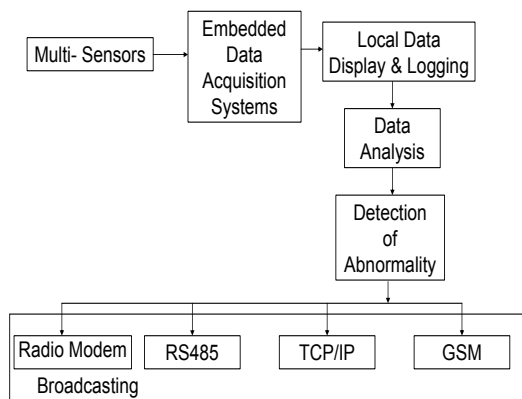 Multi- Sensors
Embedded
Data
Acquisition
Systems
Local Data
Display & Logging
Data
Analysis
Detection
of
Abnormality
Radio Modem
RS485
TCP/IP
GSM
Broadcasting